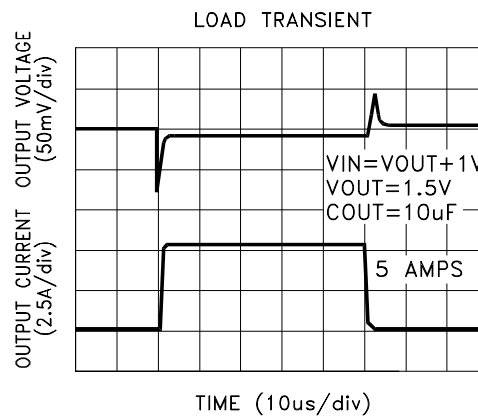 LOAD TRANSIENT
OUTPUT VOLTAGE
(50mV/div)
VIN=VOUT+1V
VOUT=1.5V
COUT=10uF
OUTPUT CURRENT
(2.5A/div)
5 AMPS
TIME (10us/div)